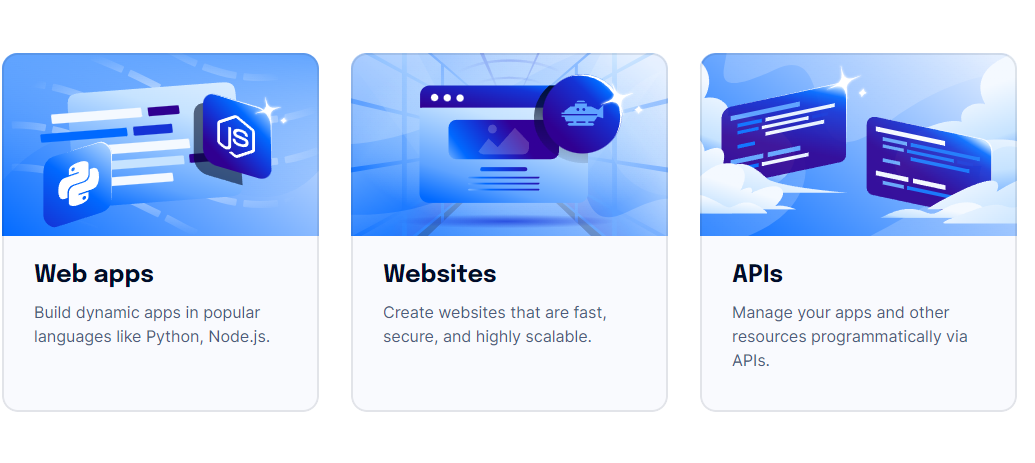 JS
Web apps
Build dynamic apps in popular
languages like Python, Node.js.
Websites
Create websites that are fast,
secure, and highly scalable.
APIs
Manage your apps and other
resources programmatically via
APIs.